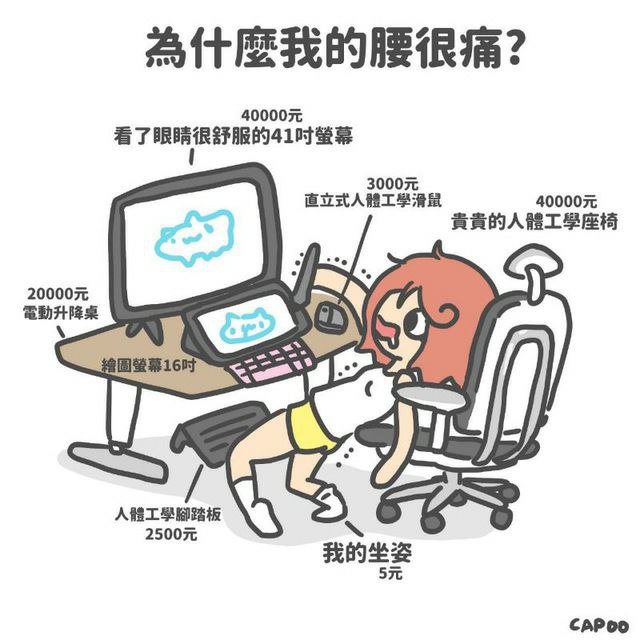 為什麼我的腰很痛?
40000元
看了眼睛很舒服的41吋螢幕
3000元
直立式人體工學滑鼠
40000元
貴貴的人體工學座椅
20000元
電動升降桌
繪圖螢幕16吋
人體工學腳踏板
2500元
我的坐姿
5元
CAPOO